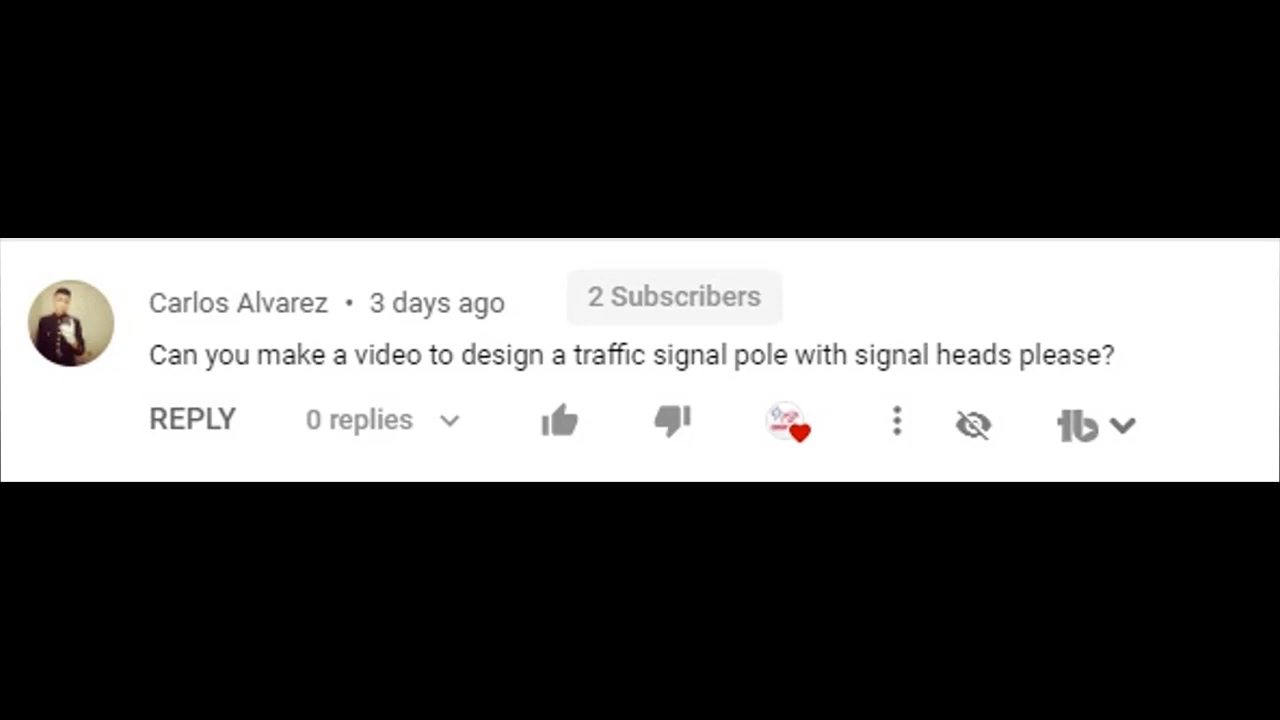 Carlos Alvarez • 3 days ago 2 Subscribers
Can you make a video to design a traffic signal pole with signal heads please?
REPLY 0 replies